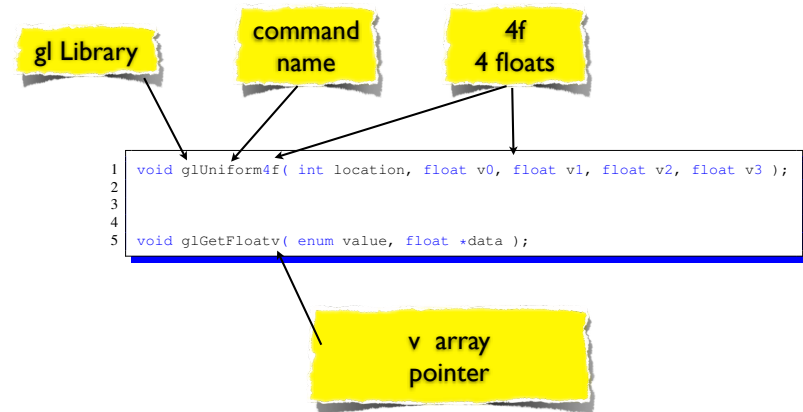 gl Library
command
name
4f
4 floats
1 void glUniform4f( int location, float v0, float v1, float v2, float v3 );
2
3
4
5 void glGetFloatv( enum value, float *data );
v array
pointer